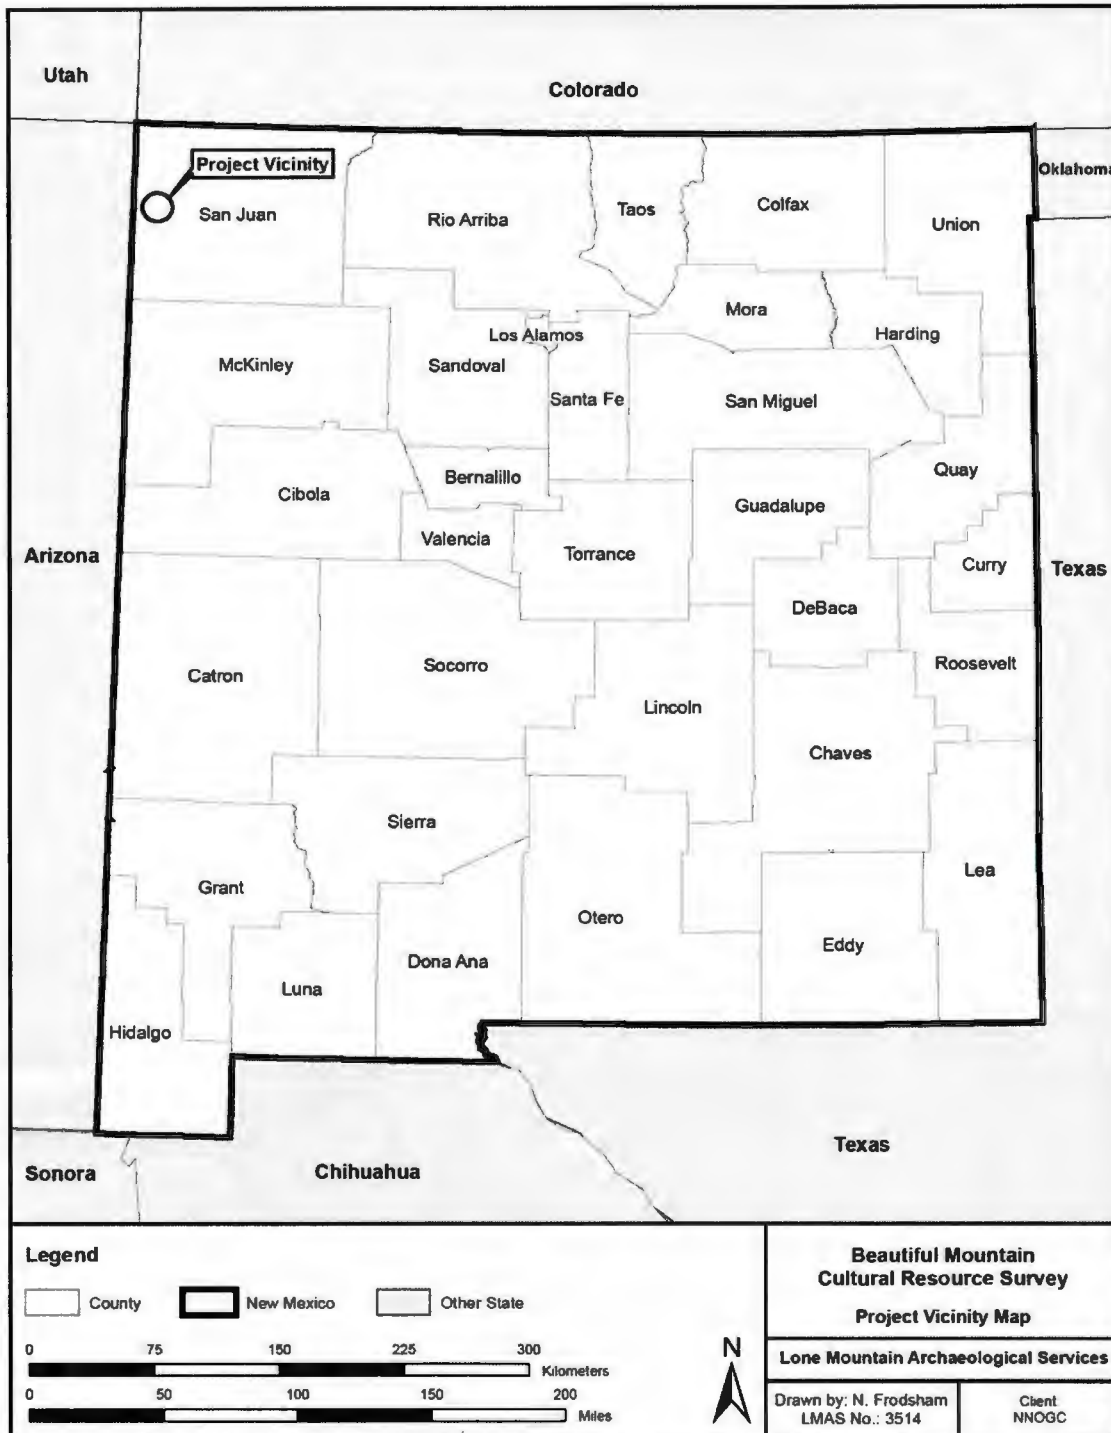 Utah
Colorado
Oklahoma
Project Vicinity
San Juan
Rio Arriba
Taos
Colfax
Union
Mora
Harding
Los Alamos
McKinley
Sandoval
Santa Fe
San Miguel
Bernalillo
Quay
Cibola
Guadalupe
Valencia
Torrance
Arizona
Curry
Texas
DeBaca
Catron
Socorro
Roosevelt
Lincoln
Chaves
Sierra
Lea
Grant
Otero
Eddy
Dona Ana
Luna
Hidalgo
Texas
Sonora
Chihuahua
Legend
County
New Mexico
Other State
0 75 150 225 300
Kilometers
0 50 100 150 200
Miles
N
Beautiful Mountain
Cultural Resource Survey
Project Vicinity Map
Lone Mountain Archaeological Services
Drawn by: N. Frodsham
LMAS No.: 3514
Client
NNOGC